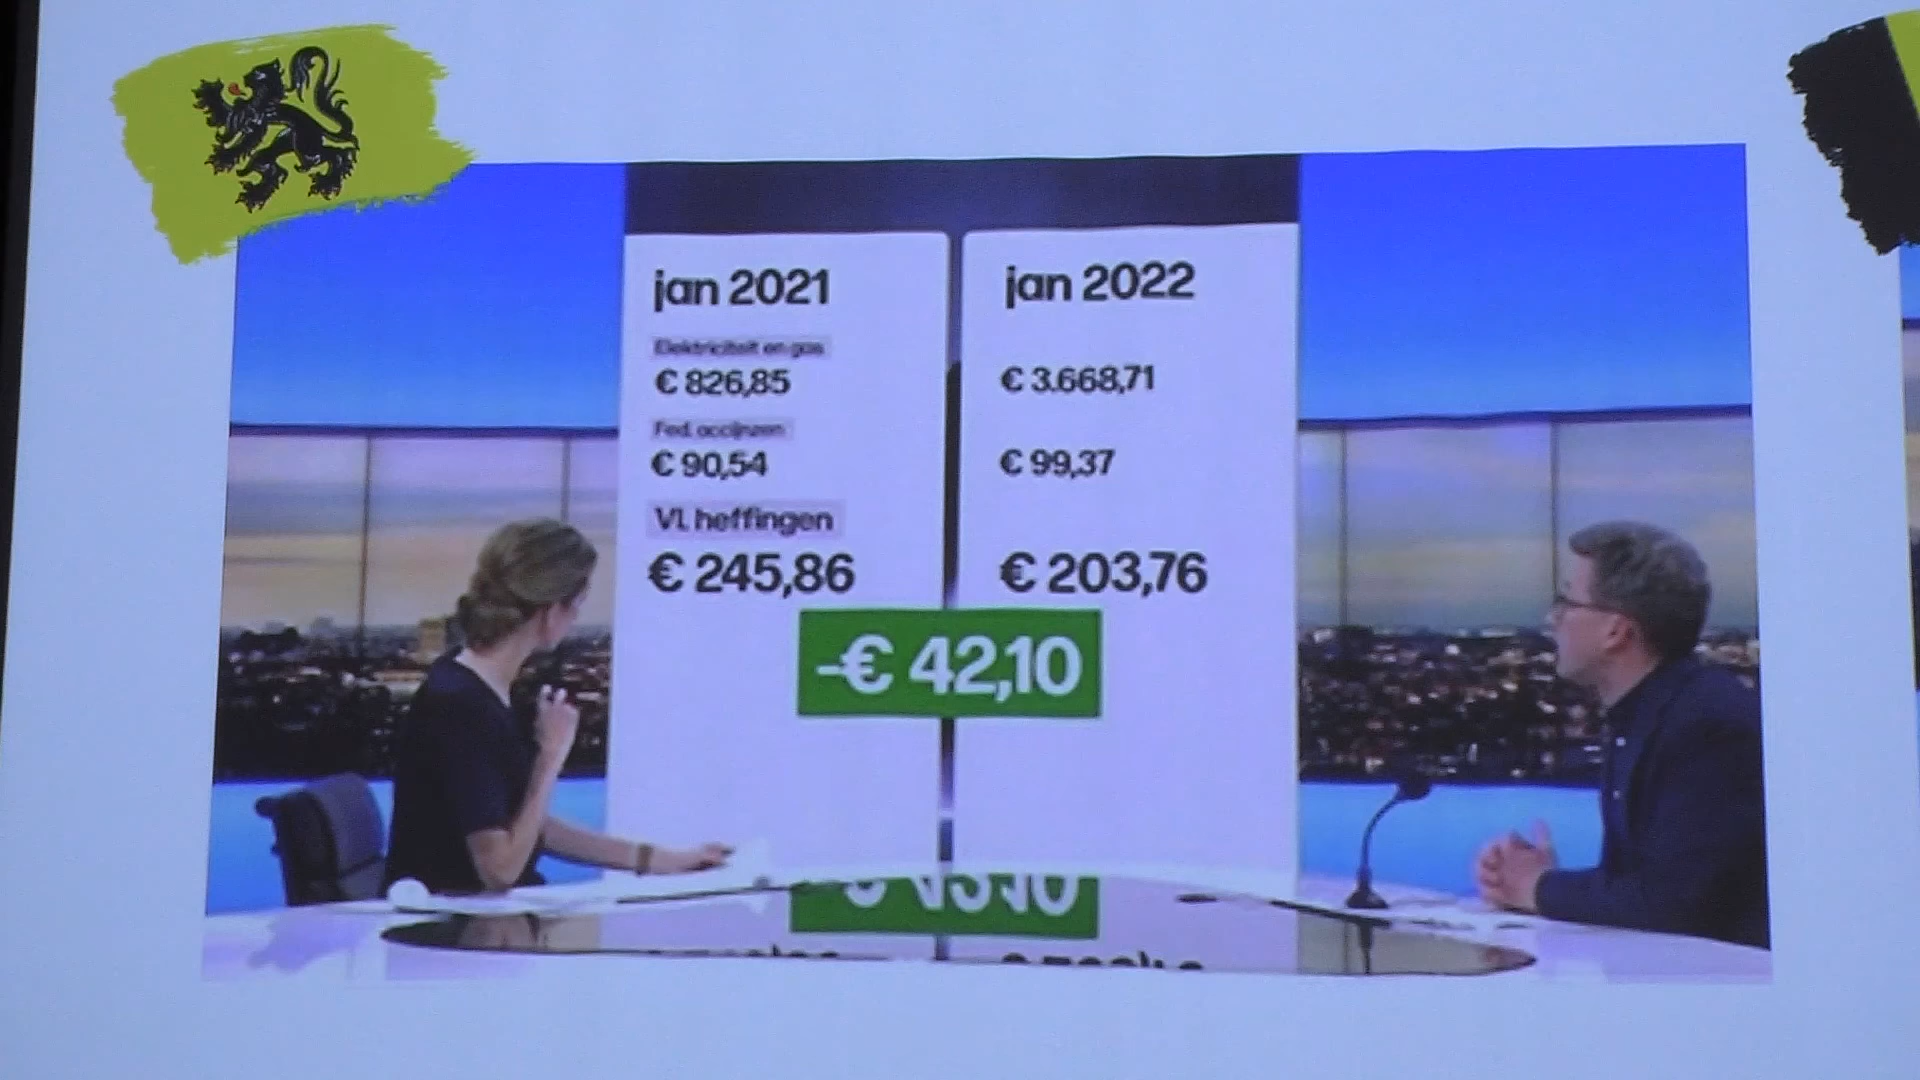 jan 2021
jan 2022
Elektriciteit en gas
€ 826,85
€ 3.668,71
Fed. accijnzen
€ 90,54
€ 99,37
Vl. heffingen
€ 245,86
€ 203,76
-€ 42,10